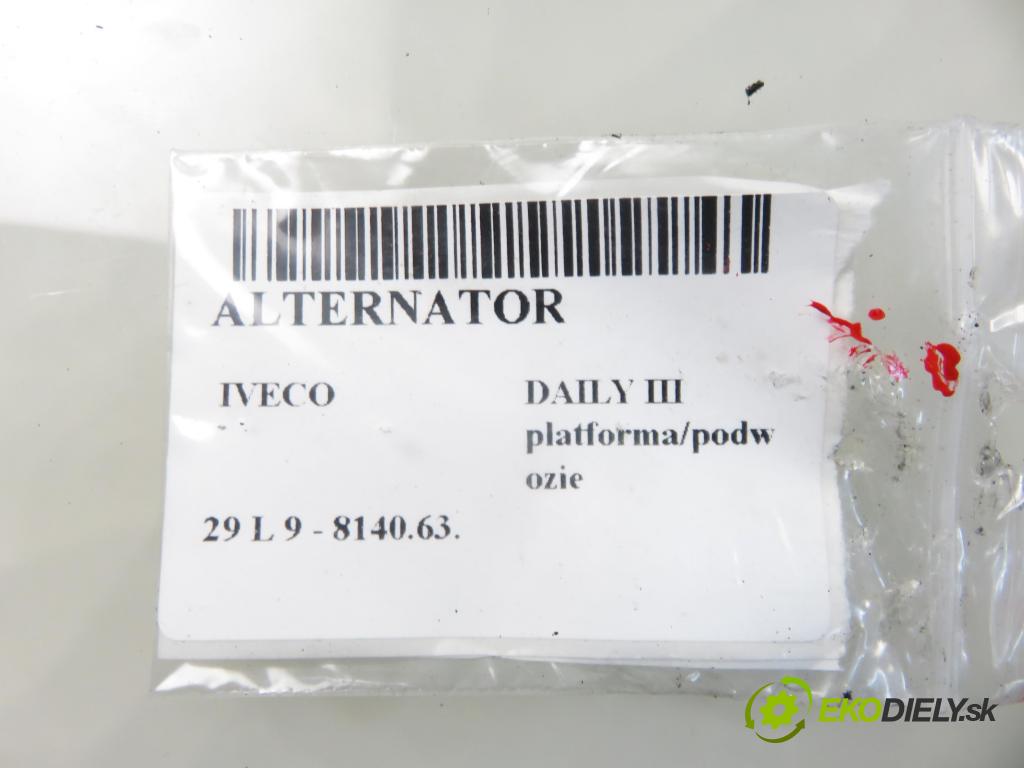 ALTERNATOR
IVECO
DAILY III
platforma/podw
ozie
29 L 9 - 8140.63.
EKODIELY.sk